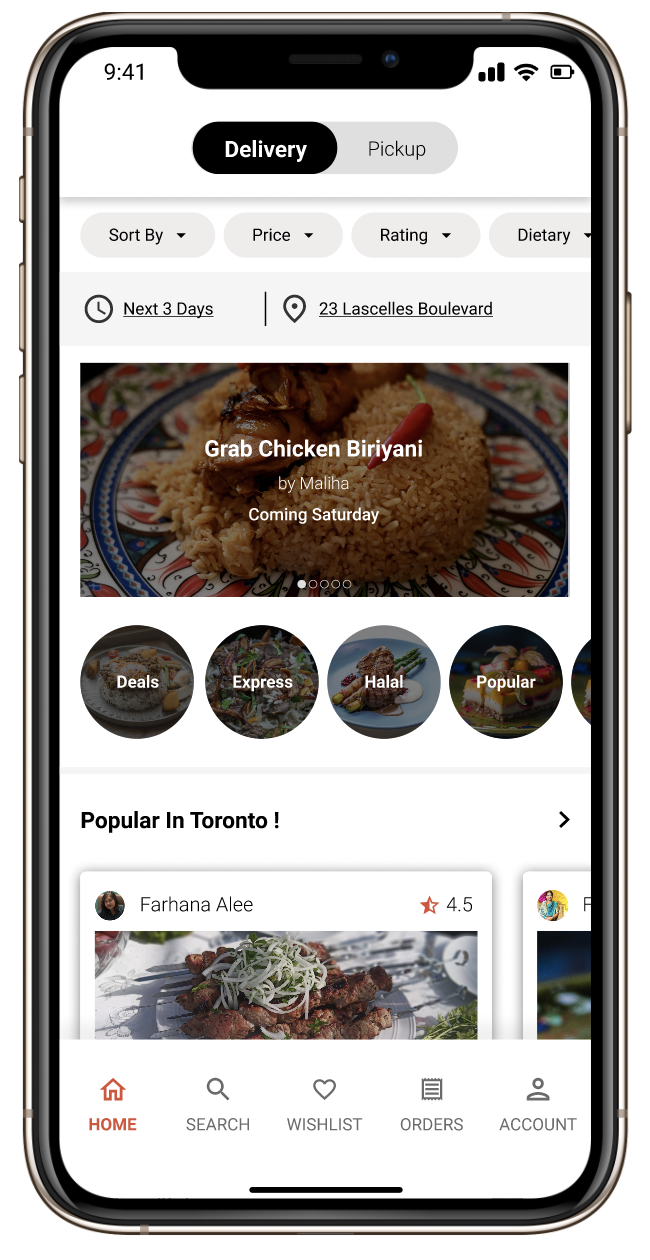 9:41
Delivery Pickup
Sort By Price Rating Dietary
Next 3 Days 23 Lascelles Boulevard
Grab Chicken Biriyani
by Maliha
Coming Saturday
Deals Express Halal Popular
Popular In Toronto !
Farhana Alee 4.5 F
HOME SEARCH WISHLIST ORDERS ACCOUNT